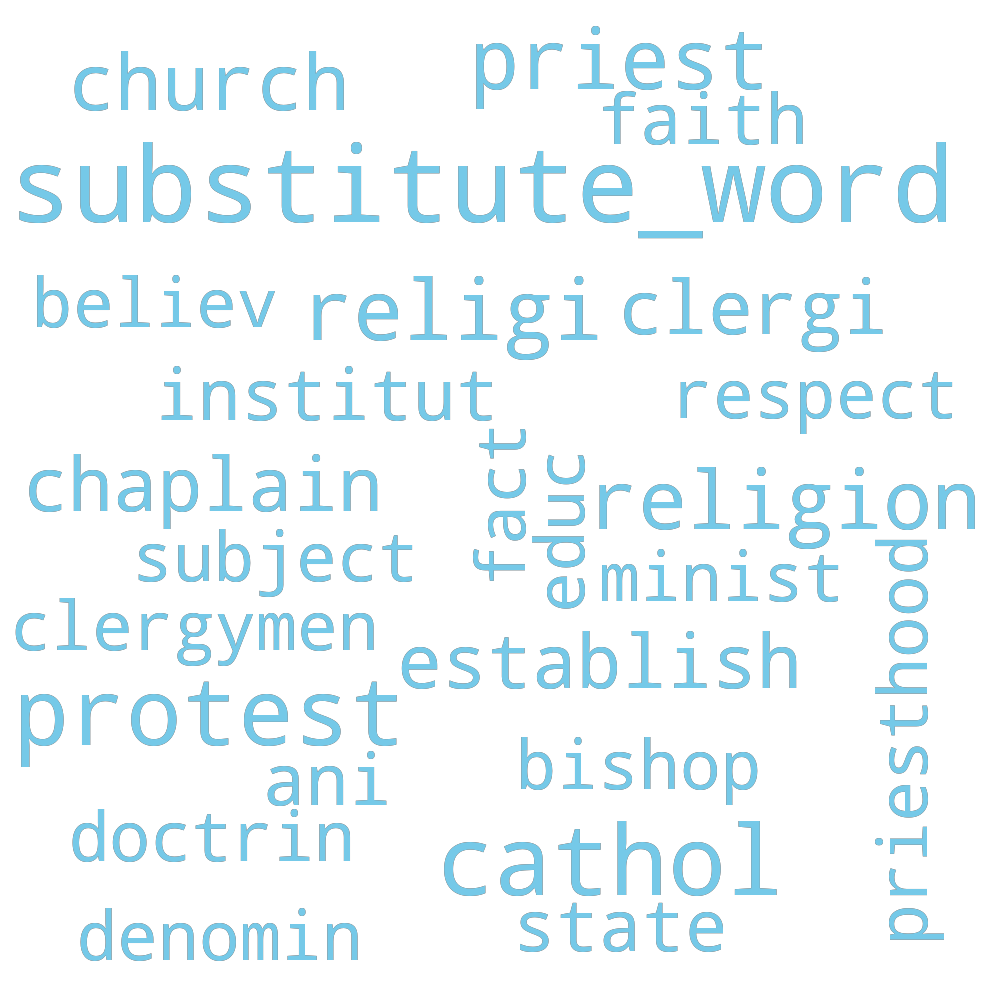 church priest
faith
substitute_word
believ religi clergi
institut respect
chaplain fact educ religion
subject minist
clergymen
establish priesthood
protest
ani bishop
doctrin
cathol
denomin state